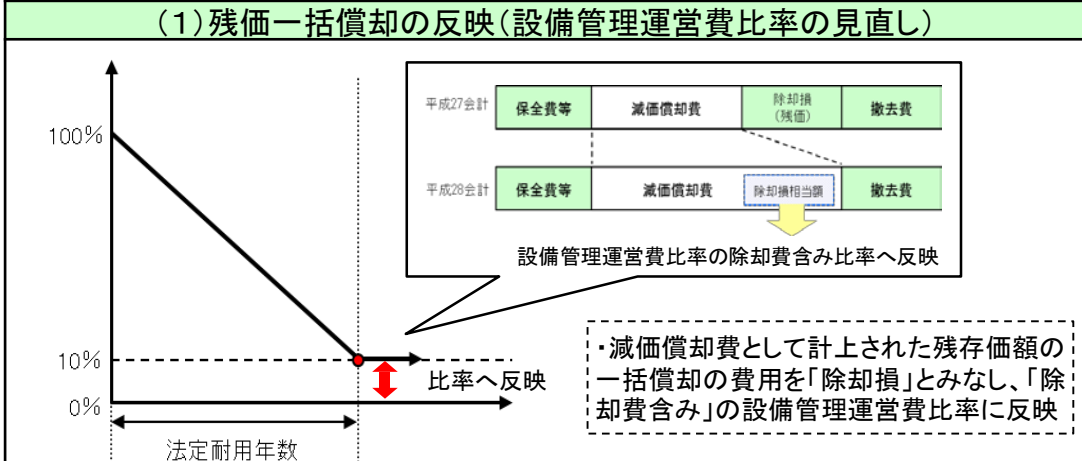 (1)残価一括償却の反映(設備管理運営費比率の見直し)
平成27会計
保全費等
減価償却費
除却損
(残価)
撤去費
100%
平成28会計
保全費等
減価償却費
除却損相当額
撤去費
設備管理運営費比率の除却費含み比率へ反映
10%
比率へ反映
0%
法定耐用年数
・減価償却費として計上された残存価額の
一括償却の費用を「除却損」とみなし、「除
却費含み」の設備管理運営費比率に反映